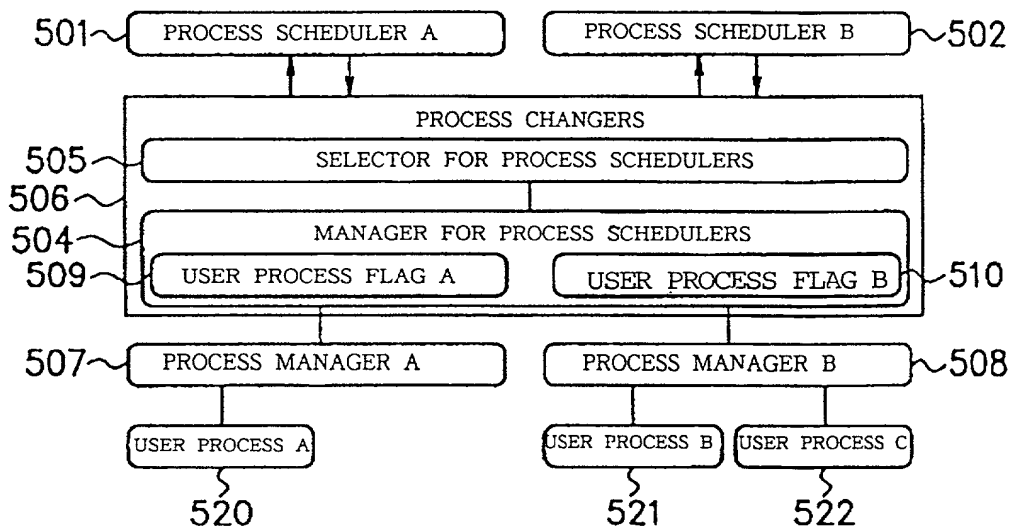 501
PROCESS SCHEDULER A
PROCESS SCHEDULER B
502
PROCESS CHANGERS
505
SELECTOR FOR PROCESS SCHEDULERS
506
504
MANAGER FOR PROCESS SCHEDULERS
509
USER PROCESS FLAG A
USER PROCESS FLAG B
510
507
PROCESS MANAGER A
PROCESS MANAGER B
508
USER PROCESS A
USER PROCESS B
USER PROCESS C
520
521
522